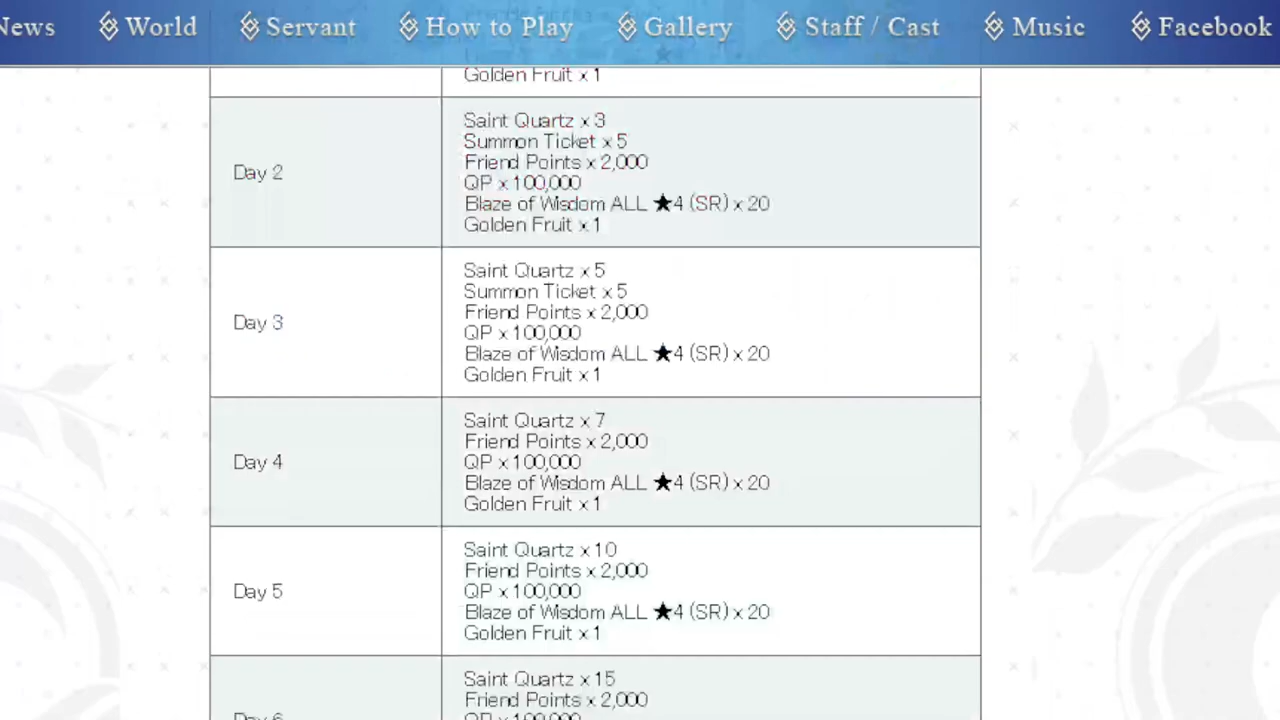 News World Servant How to Play Gallery Staff / Cast Music Facebook
Golden Fruit x 1
Day 2
Saint Quartz x 3
Summon Ticket x 5
Friend Points x 2,000
QP x 100,000
Blaze of Wisdom ALL ★4 (SR) x 20
Golden Fruit x 1
Day 3
Saint Quartz x 5
Summon Ticket x 5
Friend Points x 2,000
QP x 100,000
Blaze of Wisdom ALL ★4 (SR) x 20
Golden Fruit x 1
Day 4
Saint Quartz x 7
Friend Points x 2,000
QP x 100,000
Blaze of Wisdom ALL ★4 (SR) x 20
Golden Fruit x 1
Day 5
Saint Quartz x 10
Friend Points x 2,000
QP x 100,000
Blaze of Wisdom ALL ★4 (SR) x 20
Golden Fruit x 1
Day 6
Saint Quartz x 15
Friend Points x 2,000
QP x 100,000